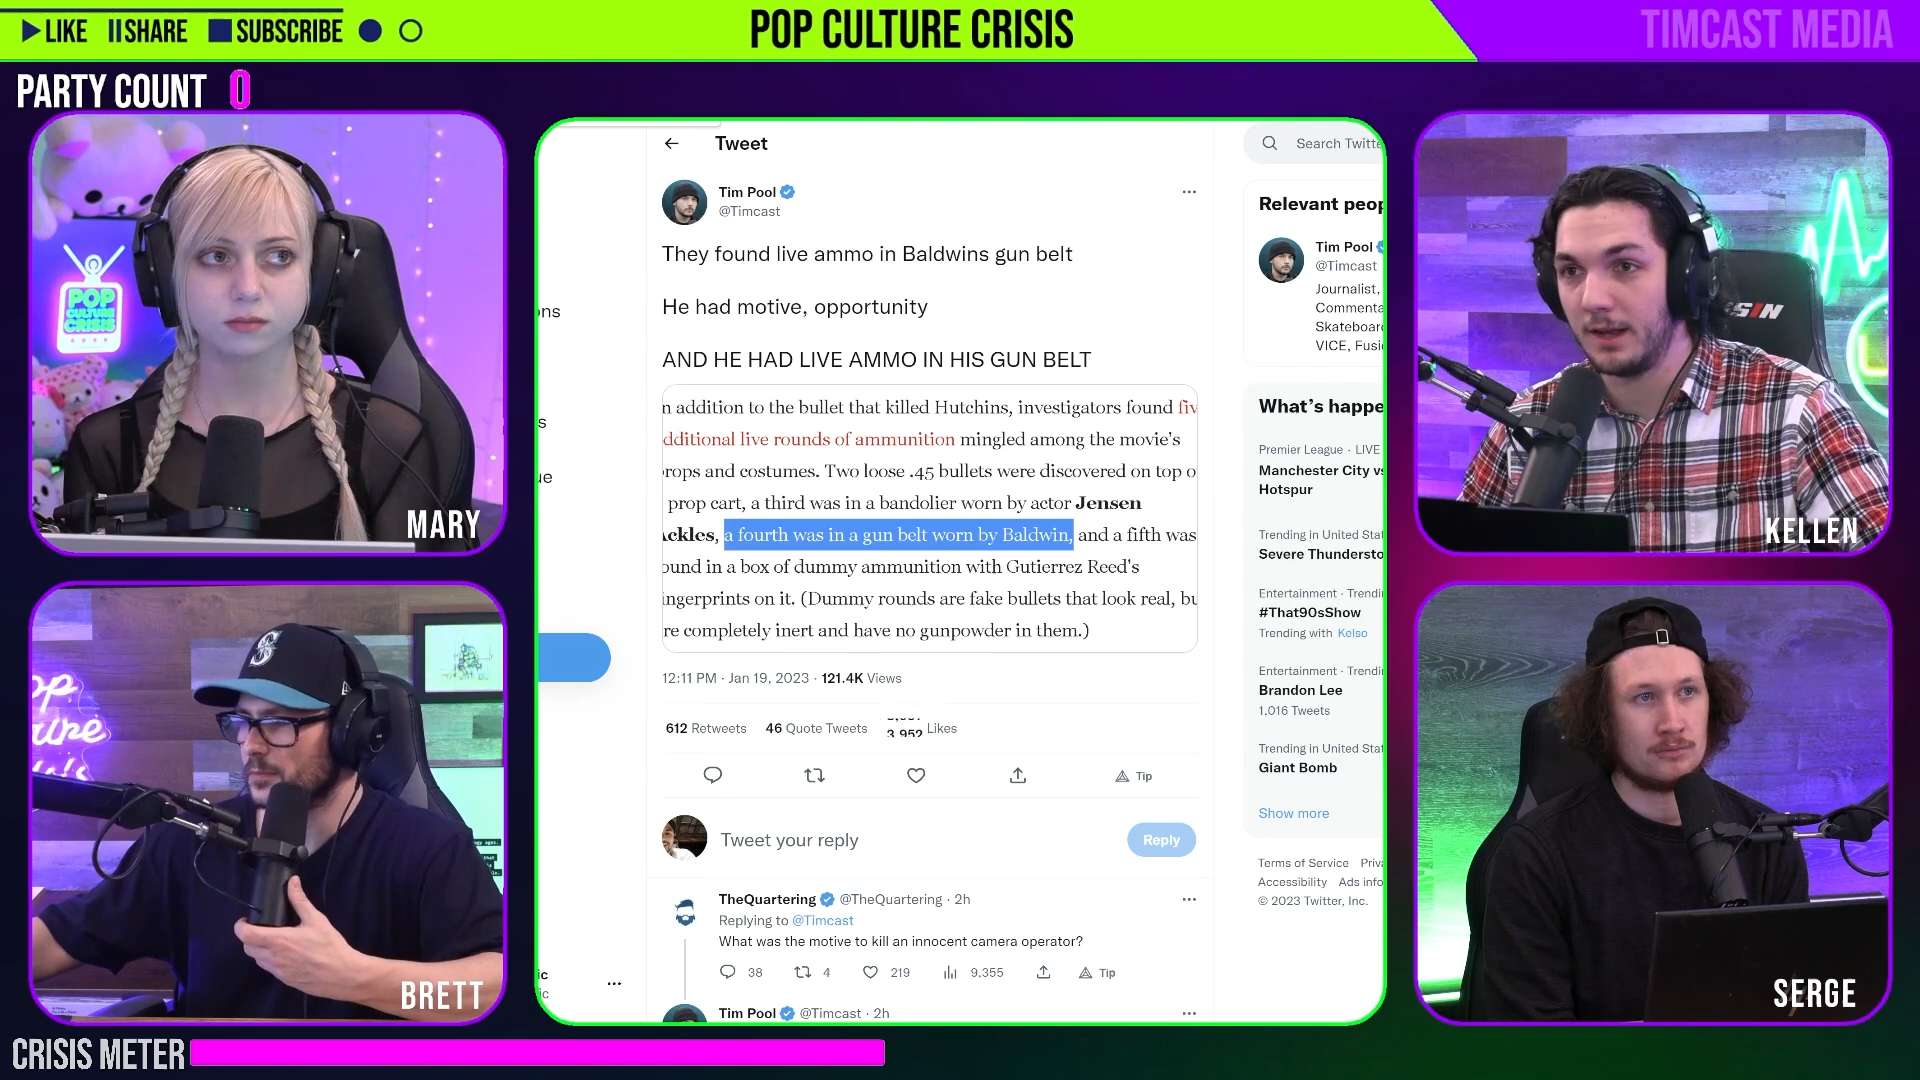 LIKE SHARE SUBSCRIBE
POP CULTURE CRISIS
TIMCAST MEDIA
PARTY COUNT 0
POP
CULTURE
CRISIS
MARY
BRETT
KELLEN
SERGE
Tweet
Tim Pool
@Timcast
They found live ammo in Baldwins gun belt
He had motive, opportunity
AND HE HAD LIVE AMMO IN HIS GUN BELT
n addition to the bullet that killed Hutchins, investigators found fiv
dditional live rounds of ammunition mingled among the movie's
rops and costumes. Two loose .45 bullets were discovered on top o
prop cart, a third was in a bandolier worn by actor Jensen
Ackles, a fourth was in a gun belt worn by Baldwin, and a fifth was
ound in a box of dummy ammunition with Gutierrez Reed's
ingerprints on it. (Dummy rounds are fake bullets that look real, bu
re completely inert and have no gunpowder in them.)
12:11 PM · Jan 19, 2023 · 121.4K Views
612 Retweets 46 Quote Tweets 3,952 Likes
Tip
Tweet your reply
Reply
TheQuartering @TheQuartering · 2h
Replying to @Timcast
What was the motive to kill an innocent camera operator?
38 4 219 9,355 Tip
Tim Pool @Timcast · 2h
ons
s
ue
ic
ic
Search Twitte
Relevant peop
Tim Pool
@Timcast
Journalist,
Commenta
Skateboar
VICE, Fusi
What's happe
Premier League · LIVE
Manchester City vs
Hotspur
Trending in United Stat
Severe Thundersto
Entertainment · Trendi
#That90sShow
Trending with Kelso
Entertainment · Trendi
Brandon Lee
1,016 Tweets
Trending in United Stat
Giant Bomb
Show more
Terms of Service Priva
Accessibility Ads info
© 2023 Twitter, Inc.
CRISIS METER